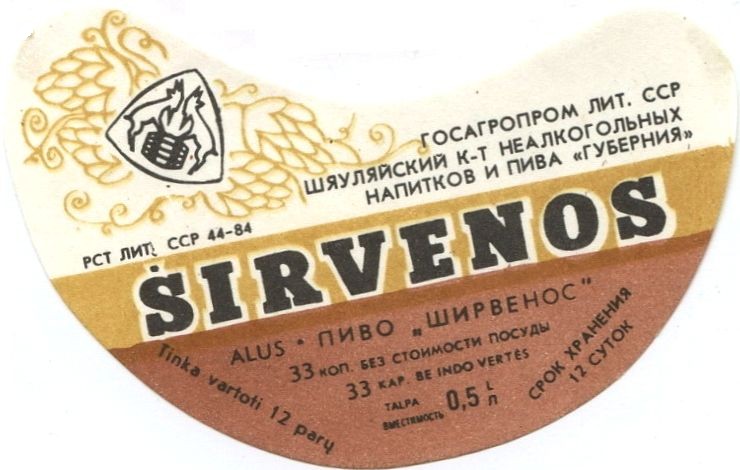 ГОСАГРОПРОМ ЛИТ. ССР
ШЯУЛЯЙСКИЙ К-Т НЕАЛКОГОЛЬНЫХ
НАПИТКОВ И ПИВА «ГУБЕРНИЯ»
РСТ ЛИТ. ССР 44-84
ŠIRVENOS
ALUS • ПИВО „ШИРВЕНОС"
33 КОП. БЕЗ СТОИМОСТИ ПОСУДЫ
33 KAP. BE INDO VERTĖS
TALPA
ВМЕСТИМОСТЬ 0,5 L
Л
Tinka vartoti 12 parų
СРОК ХРАНЕНИЯ
12 СУТОК